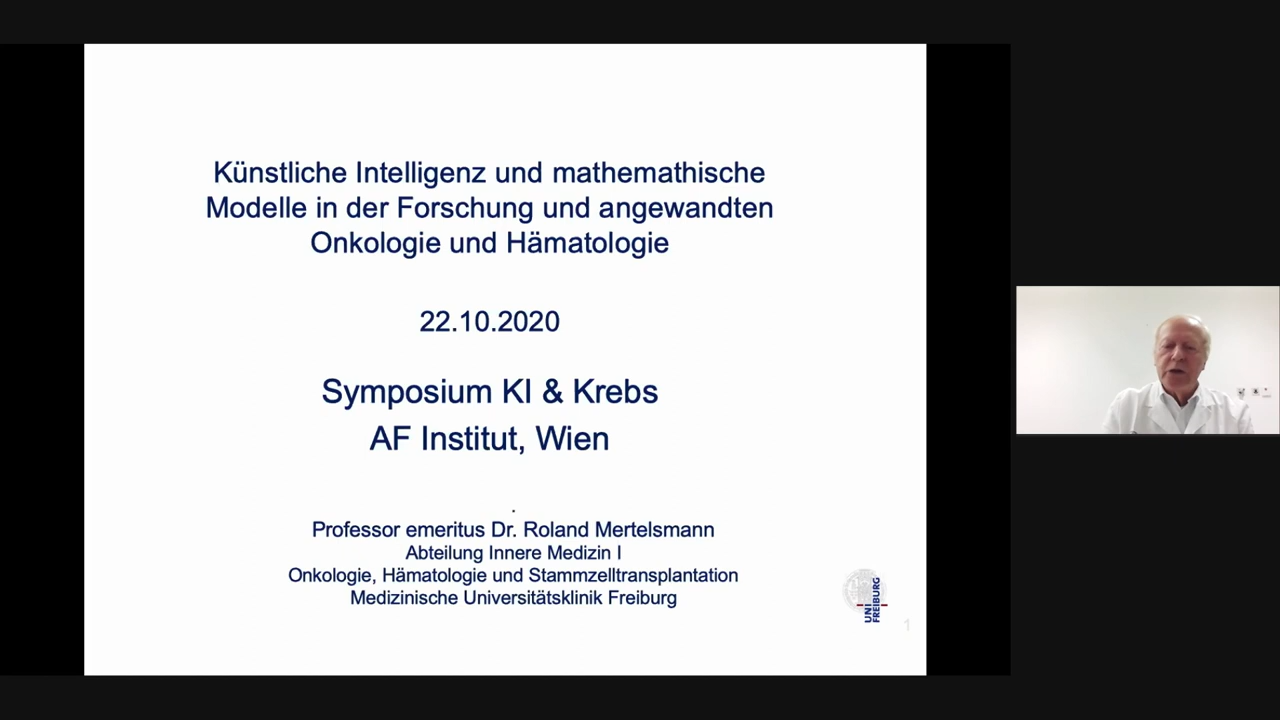 Künstliche Intelligenz und mathemathische
Modelle in der Forschung und angewandten
Onkologie und Hämatologie
22.10.2020
Symposium KI & Krebs
AF Institut, Wien
.
Professor emeritus Dr. Roland Mertelsmann
Abteilung Innere Medizin I
Onkologie, Hämatologie und Stammzelltransplantation
Medizinische Universitätsklinik Freiburg
UNI
FREIBURG
1